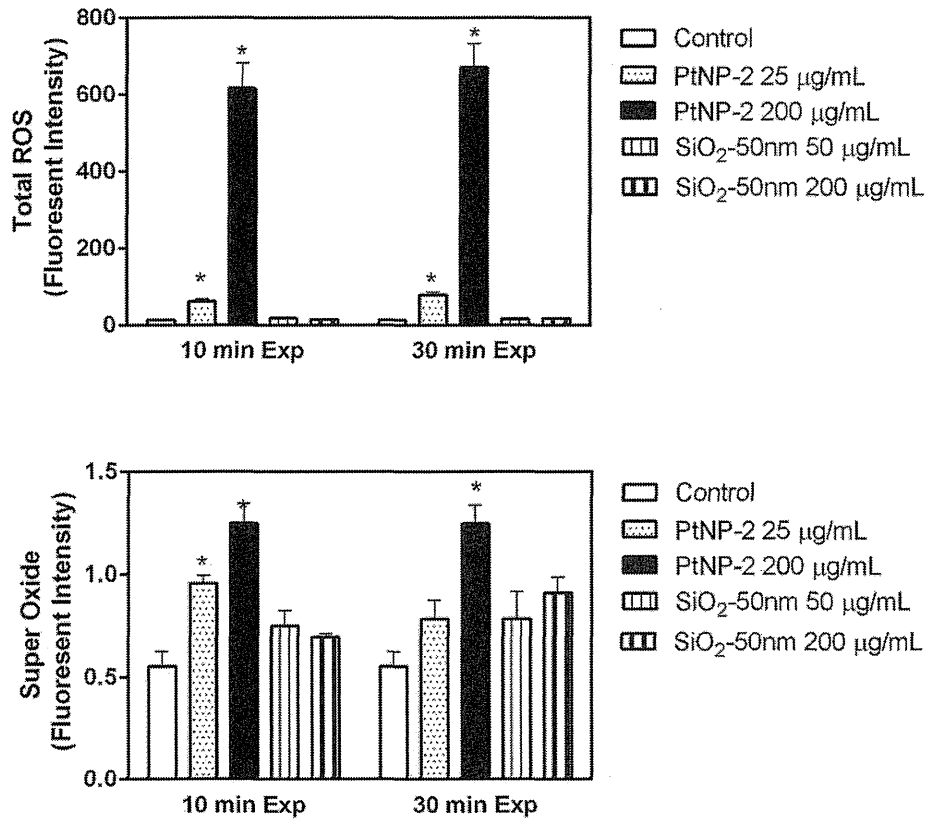 800
600
400
200
0
Total ROS
(Fluoresent Intensity)
*
*
*
*
10 min Exp
30 min Exp
Control
PtNP-2 25 μg/mL
PtNP-2 200 μg/mL
SiO₂-50nm 50 μg/mL
SiO₂-50nm 200 μg/mL
1.5
1.0
0.5
0.0
Super Oxide
(Fluoresent Intensity)
*
*
*
10 min Exp
30 min Exp
Control
PtNP-2 25 μg/mL
PtNP-2 200 μg/mL
SiO₂-50nm 50 μg/mL
SiO₂-50nm 200 μg/mL